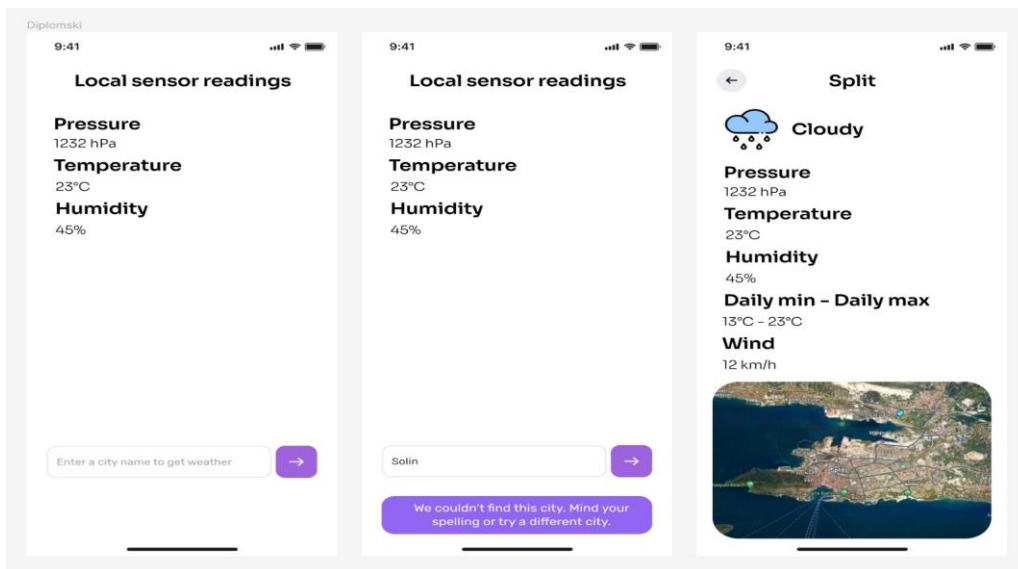 Diplomski
9:41
Local sensor readings
Pressure
1232 hPa
Temperature
23°C
Humidity
45%
Enter a city name to get weather
9:41
Local sensor readings
Pressure
1232 hPa
Temperature
23°C
Humidity
45%
Solin
We couldn't find this city. Mind your
spelling or try a different city.
9:41
Split
Cloudy
Pressure
1232 hPa
Temperature
23°C
Humidity
45%
Daily min - Daily max
13°C - 23°C
Wind
12 km/h
Split